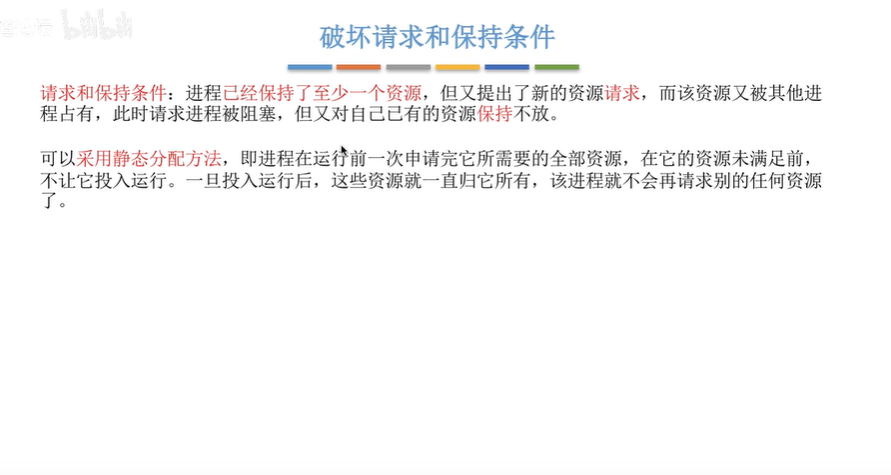 bilibili
破坏请求和保持条件
请求和保持条件：进程已经保持了至少一个资源，但又提出了新的资源请求，而该资源又被其他进
程占有，此时请求进程被阻塞，但又对自己已有的资源保持不放。
可以采用静态分配方法，即进程在运行前一次申请完它所需要的全部资源，在它的资源未满足前，
不让它投入运行。一旦投入运行后，这些资源就一直归它所有，该进程就不会再请求别的任何资源
了。